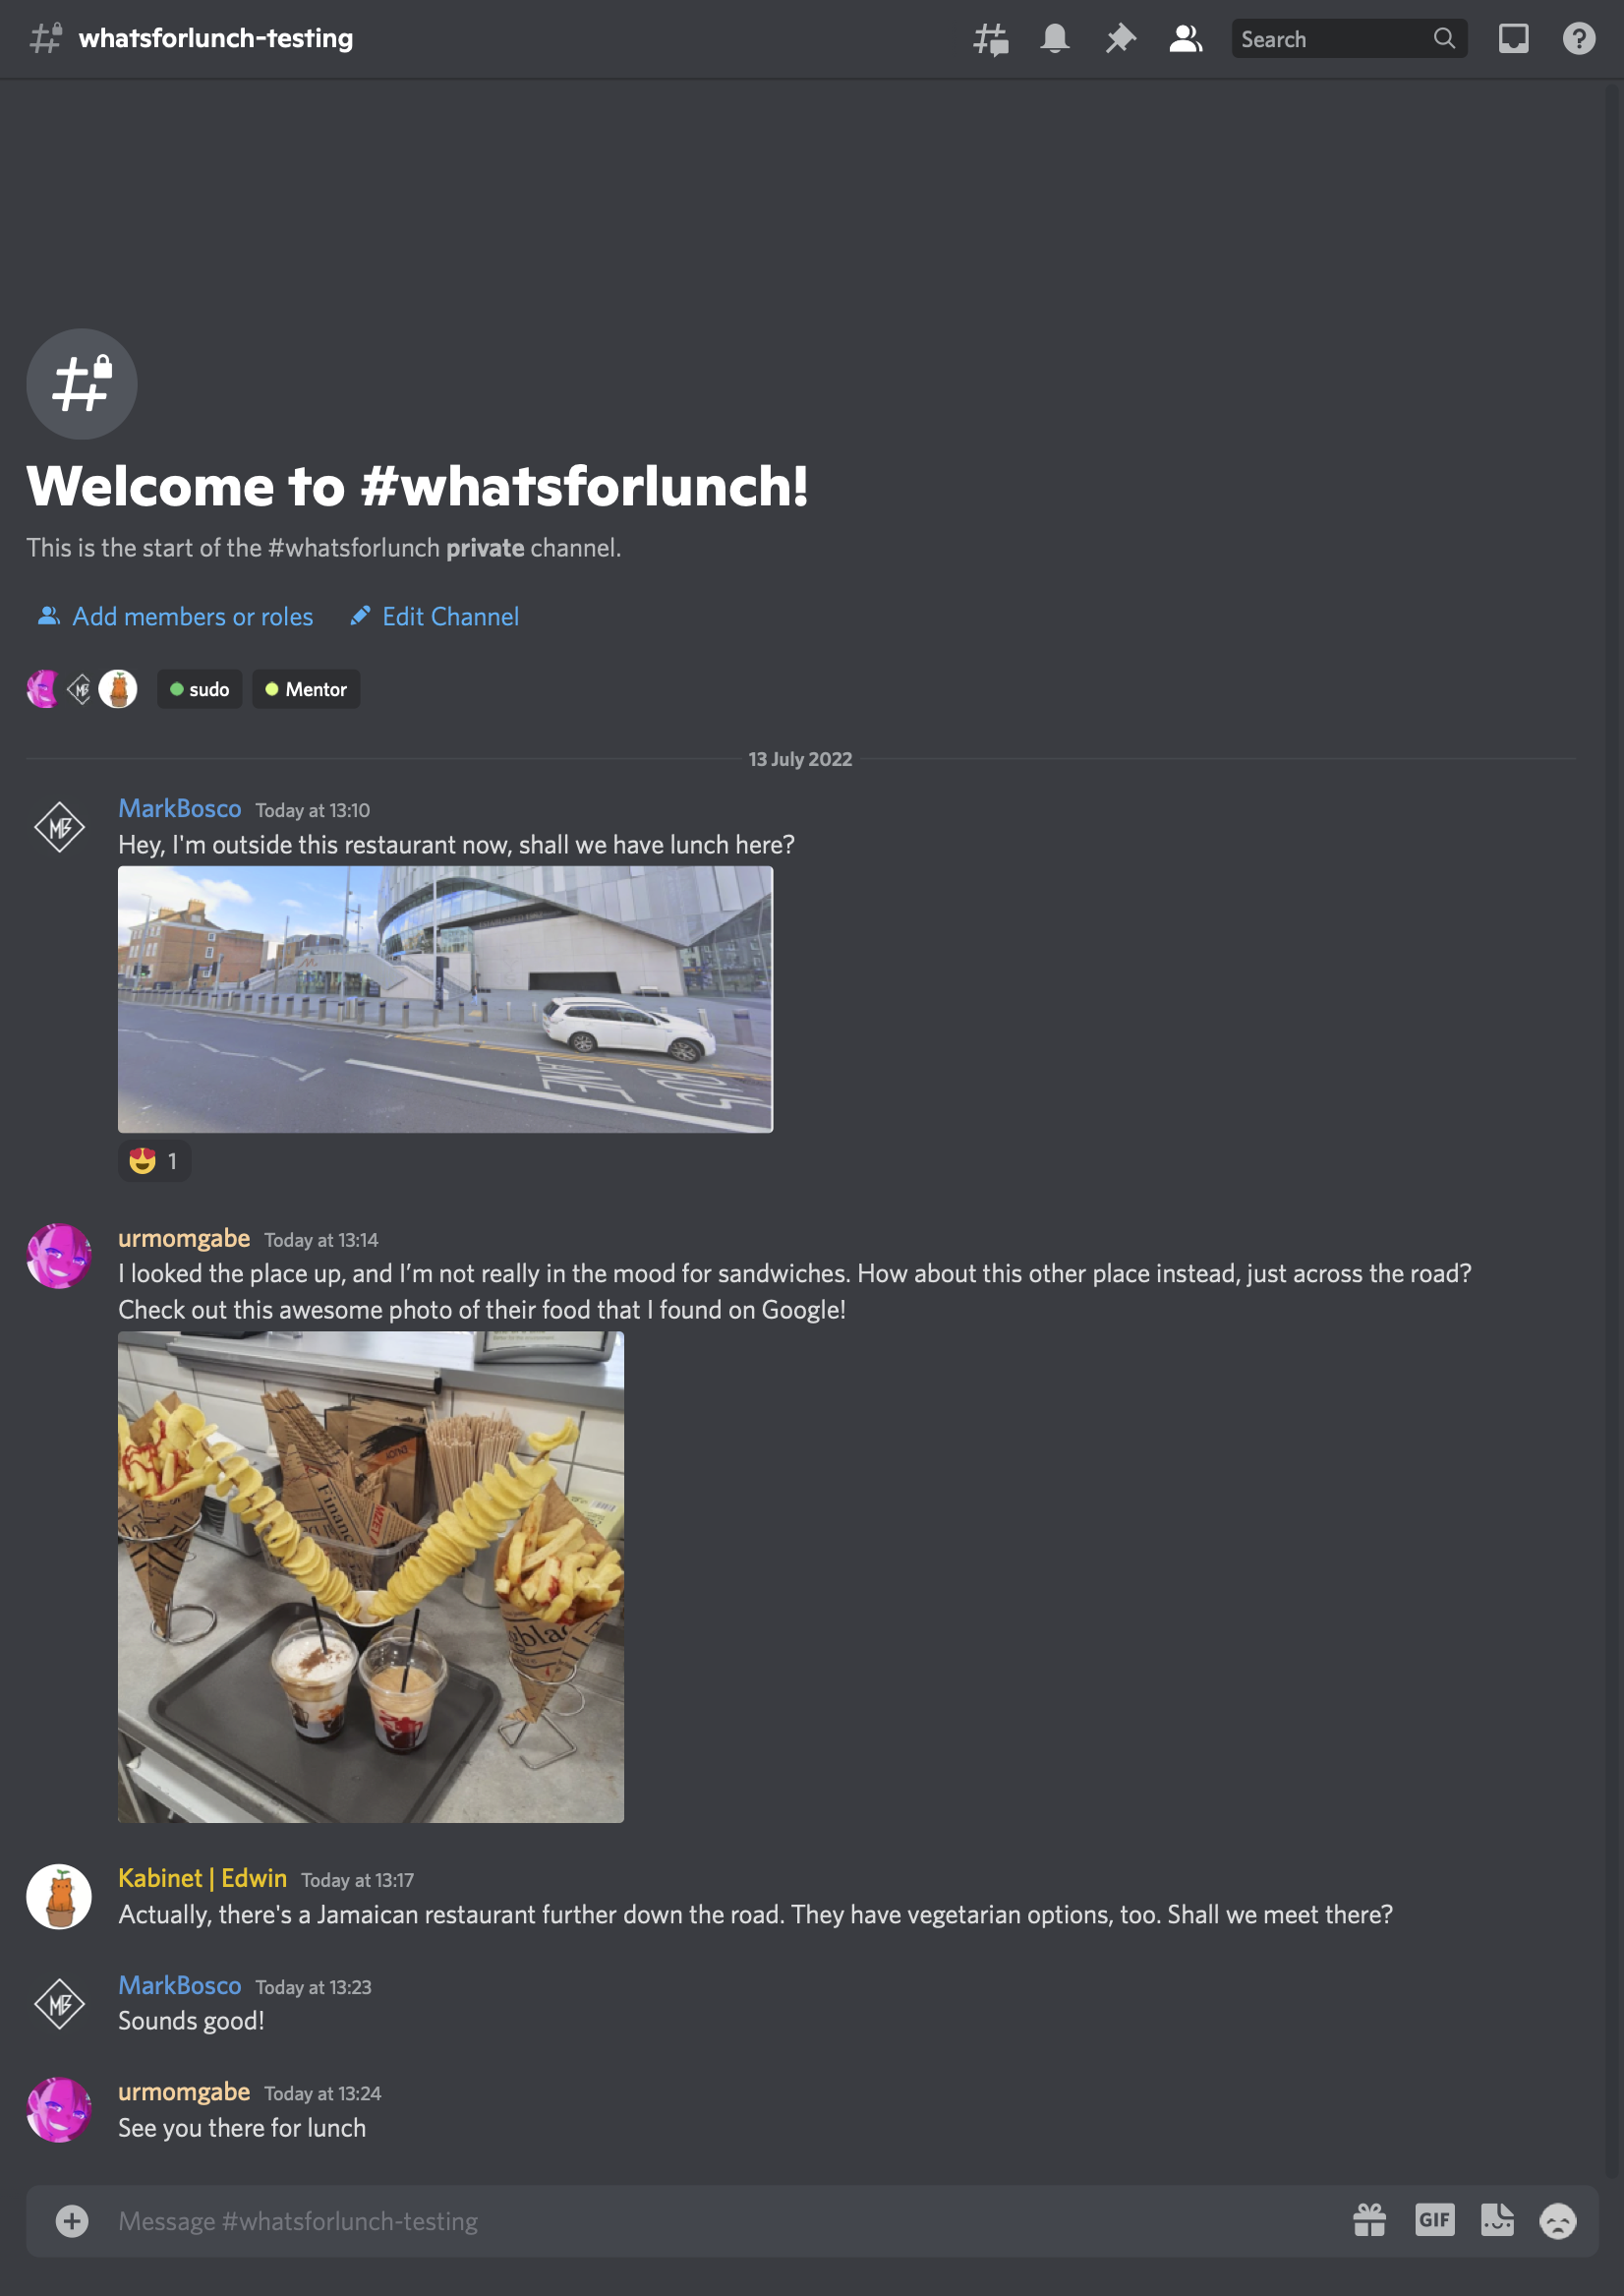 whatsforlunch-testing
Search
Welcome to #whatsforlunch!
This is the start of the #whatsforlunch private channel.
Add members or roles Edit Channel
MB sudo Mentor
13 July 2022
MarkBosco Today at 13:10
MB
Hey, I'm outside this restaurant now, shall we have lunch here?
LANE BUS
1
urmomgabe Today at 13:14
I looked the place up, and I’m not really in the mood for sandwiches. How about this other place instead, just across the road?
Check out this awesome photo of their food that I found on Google!
Financ
gbla
Kabinet | Edwin Today at 13:17
Actually, there's a Jamaican restaurant further down the road. They have vegetarian options, too. Shall we meet there?
MarkBosco Today at 13:23
MB
Sounds good!
urmomgabe Today at 13:24
See you there for lunch
Message #whatsforlunch-testing
GIF